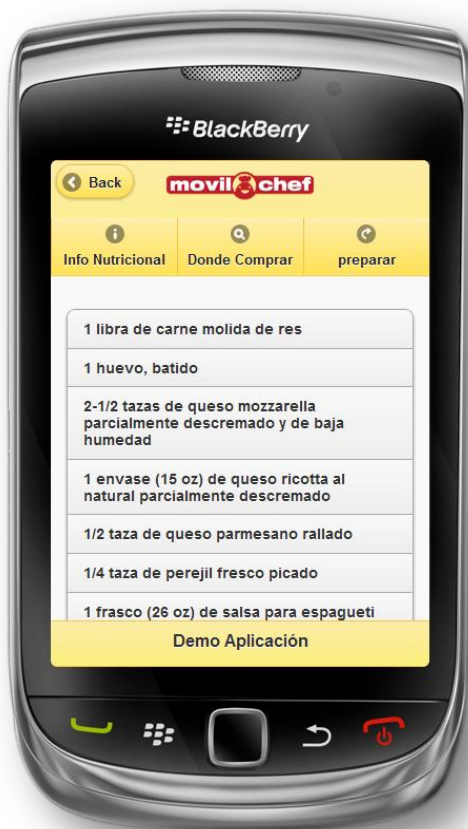 BlackBerry
Back
movil chef
Info Nutricional
Donde Comprar
preparar
1 libra de carne molida de res
1 huevo, batido
2-1/2 tazas de queso mozzarella
parcialmente descremado y de baja
humedad
1 envase (15 oz) de queso ricotta al
natural parcialmente descremado
1/2 taza de queso parmesano rallado
1/4 taza de perejil fresco picado
1 frasco (26 oz) de salsa para espagueti
Demo Aplicación